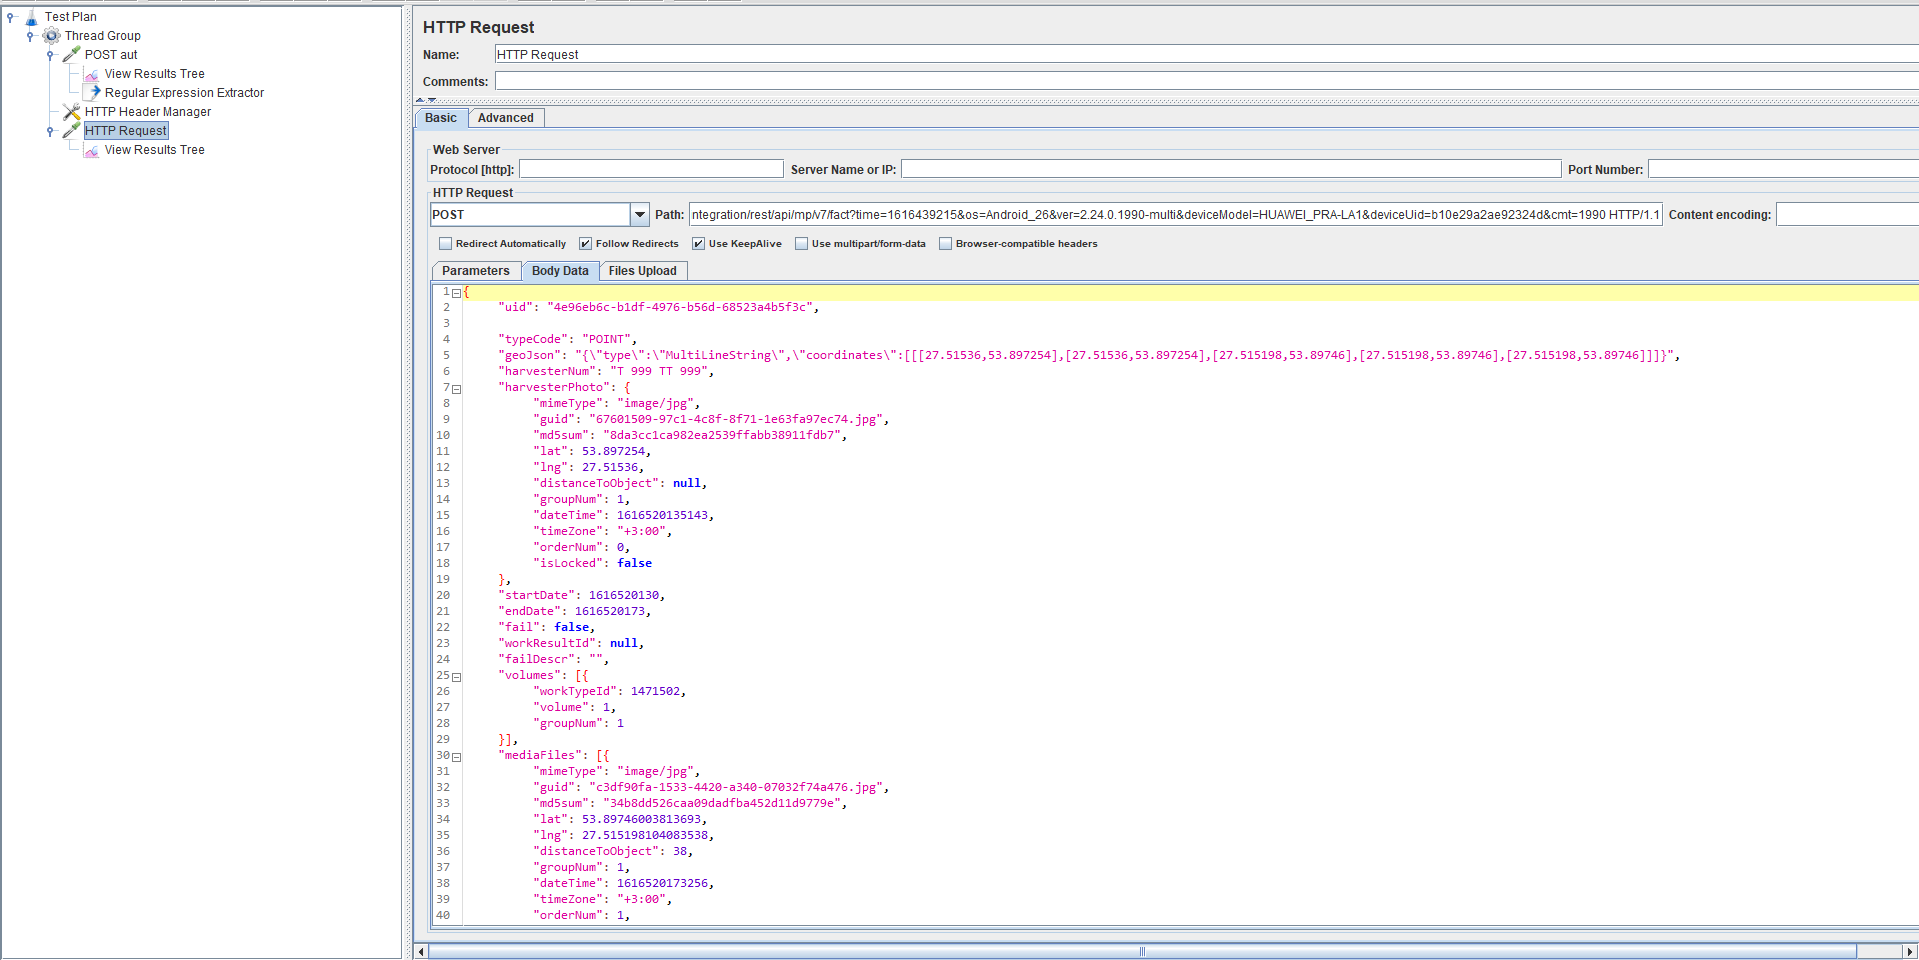 Test Plan
Thread Group
POST aut
View Results Tree
Regular Expression Extractor
HTTP Header Manager
HTTP Request
View Results Tree
HTTP Request
Name: HTTP Request
Comments:
Basic Advanced
Web Server
Protocol [http]: Server Name or IP: Port Number:
HTTP Request
POST Path: ntegration/rest/api/mp/v7/fact?time=1616439215&os=Android_26&ver=2.24.0.1990-multi&deviceModel=HUAWEI_PRA-LA1&deviceUid=b10e29a2ae92324d&cmt=1990 HTTP/1.1 Content encoding:
Redirect Automatically Follow Redirects Use KeepAlive Use multipart/form-data Browser-compatible headers
Parameters Body Data Files Upload
1 {
2 "uid": "4e96eb6c-b1df-4976-b56d-68523a4b5f3c",
3
4 "typeCode": "POINT",
5 "geoJson": "{\"type\":\"MultiLineString\",\"coordinates\":[[[27.51536,53.897254],[27.51536,53.897254],[27.515198,53.89746],[27.515198,53.89746],[27.515198,53.89746]]]}",
6 "harvesterNum": "T 999 TT 999",
7 "harvesterPhoto": {
8 "mimeType": "image/jpg",
9 "guid": "67601509-97c1-4c8f-8f71-1e63fa97ec74.jpg",
10 "md5sum": "8da3cc1ca982ea2539ffabb38911fdb7",
11 "lat": 53.897254,
12 "lng": 27.51536,
13 "distanceToObject": null,
14 "groupNum": 1,
15 "dateTime": 1616520135143,
16 "timeZone": "+3:00",
17 "orderNum": 0,
18 "isLocked": false
19 },
20 "startDate": 1616520130,
21 "endDate": 1616520173,
22 "fail": false,
23 "workResultId": null,
24 "failDescr": "",
25 "volumes": [{
26 "workTypeId": 1471502,
27 "volume": 1,
28 "groupNum": 1
29 }],
30 "mediaFiles": [{
31 "mimeType": "image/jpg",
32 "guid": "c3df90fa-1533-4420-a340-07032f74a476.jpg",
33 "md5sum": "34b8dd526caa09dadfba452d11d9779e",
34 "lat": 53.89746003813693,
35 "lng": 27.515198104083538,
36 "distanceToObject": 38,
37 "groupNum": 1,
38 "dateTime": 1616520173256,
39 "timeZone": "+3:00",
40 "orderNum": 1,